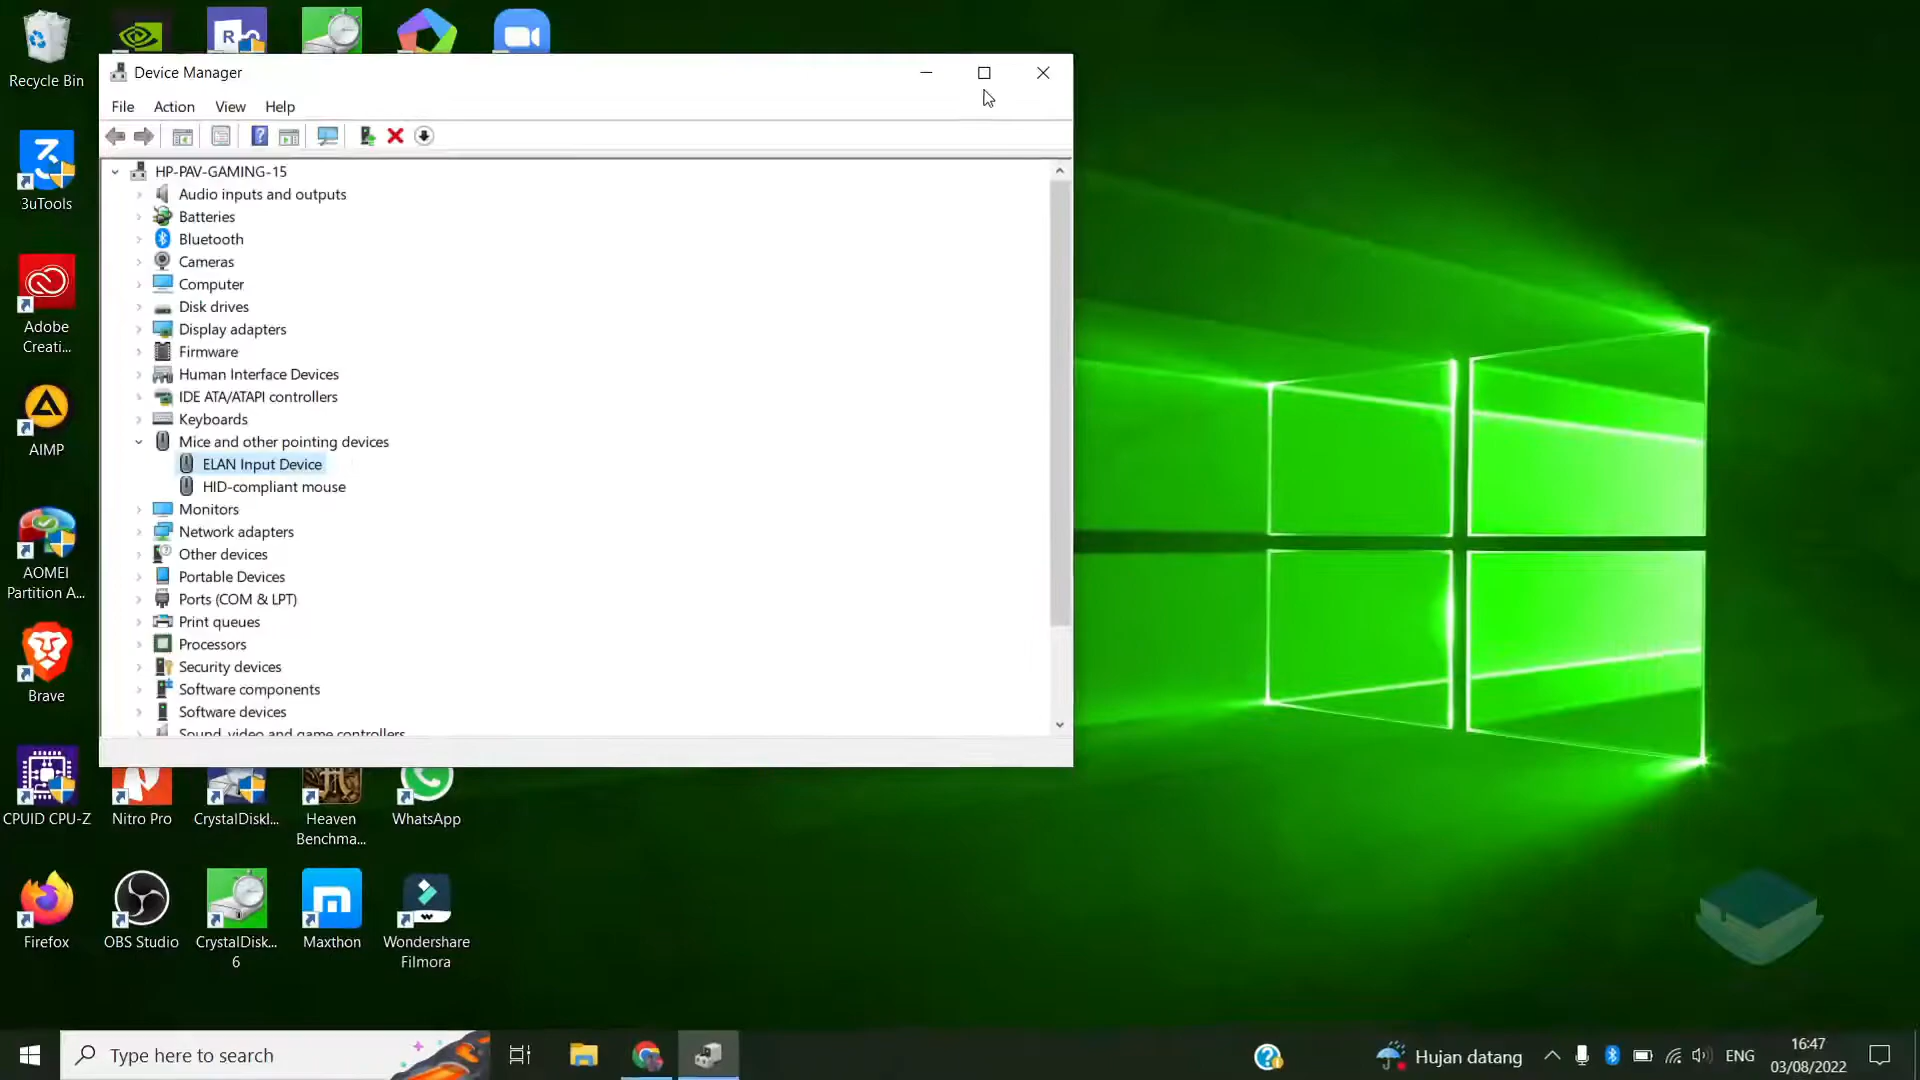 Recycle Bin
Device Manager
File Action View Help
HP-PAV-GAMING-15
Audio inputs and outputs
Batteries
Bluetooth
Cameras
Computer
Disk drives
Display adapters
Firmware
Human Interface Devices
IDE ATA/ATAPI controllers
Keyboards
Mice and other pointing devices
ELAN Input Device
HID-compliant mouse
Monitors
Network adapters
Other devices
Portable Devices
Ports (COM & LPT)
Print queues
Processors
Security devices
Software components
Software devices
Sound, video and game controllers
3uTools
Adobe
Creati...
AIMP
AOMEI
Partition A...
Brave
CPUID CPU-Z
Nitro Pro
CrystalDiskI...
Heaven
Benchma...
WhatsApp
Firefox
OBS Studio
CrystalDisk...
6
Maxthon
Wondershare
Filmora
Type here to search
Hujan datang
ENG
16:47
03/08/2022